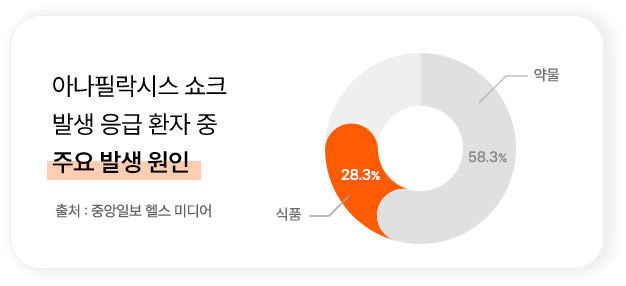 아나필락시스 쇼크
발생 응급 환자 중
주요 발생 원인
출처 : 중앙일보 헬스 미디어
약물
58.3%
28.3%
식품